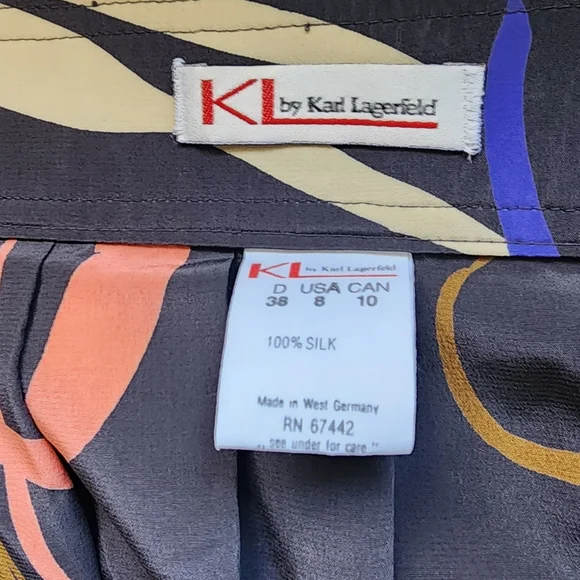 KL by Karl Lagerfeld
KL by Karl Lagerfeld
D USA CAN
38 8 10
100% SILK
Made in West Germany
RN 67442
,, see under for care "